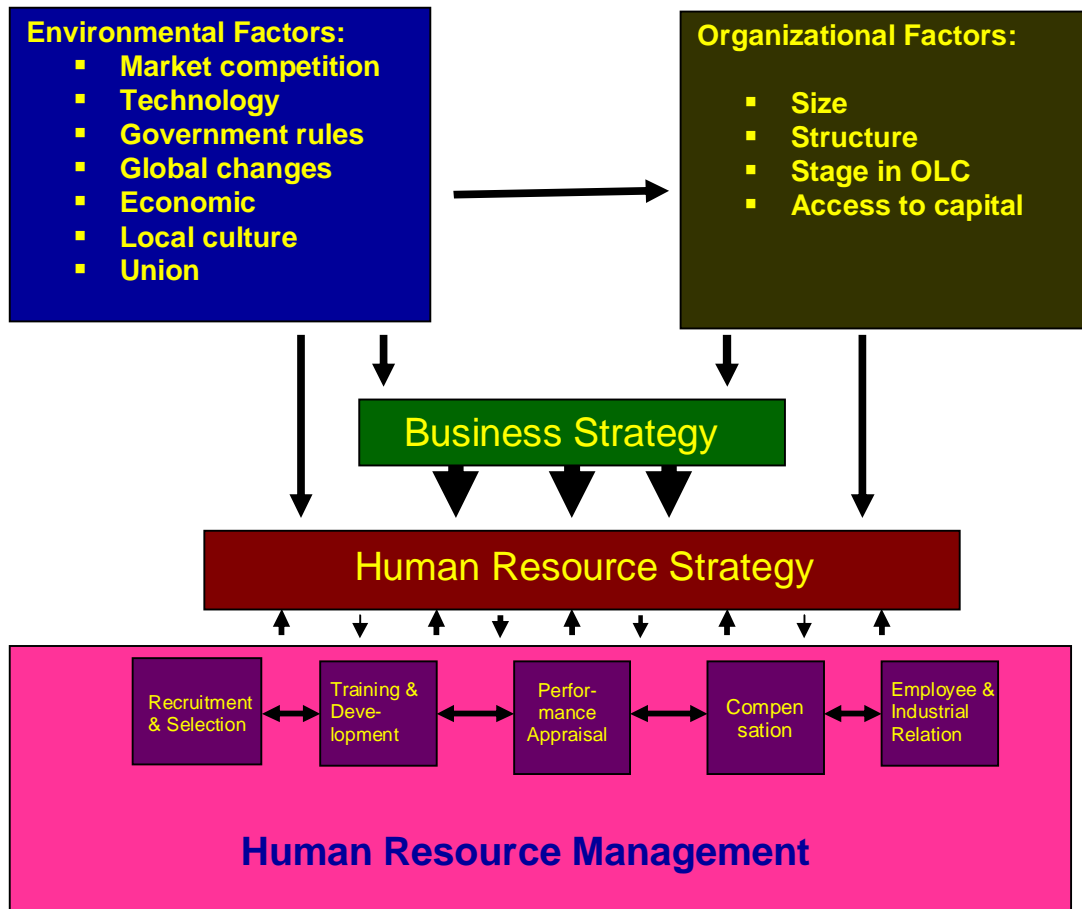 Environmental Factors:
▪ Market competition
▪ Technology
▪ Government rules
▪ Global changes
▪ Economic
▪ Local culture
▪ Union
Organizational Factors:
▪ Size
▪ Structure
▪ Stage in OLC
▪ Access to capital
Business Strategy
Human Resource Strategy
Recruitment
& Selection
Training &
Deve-
lopment
Perfor-
mance
Appraisal
Compen
sation
Employee &
Industrial
Relation
Human Resource Management